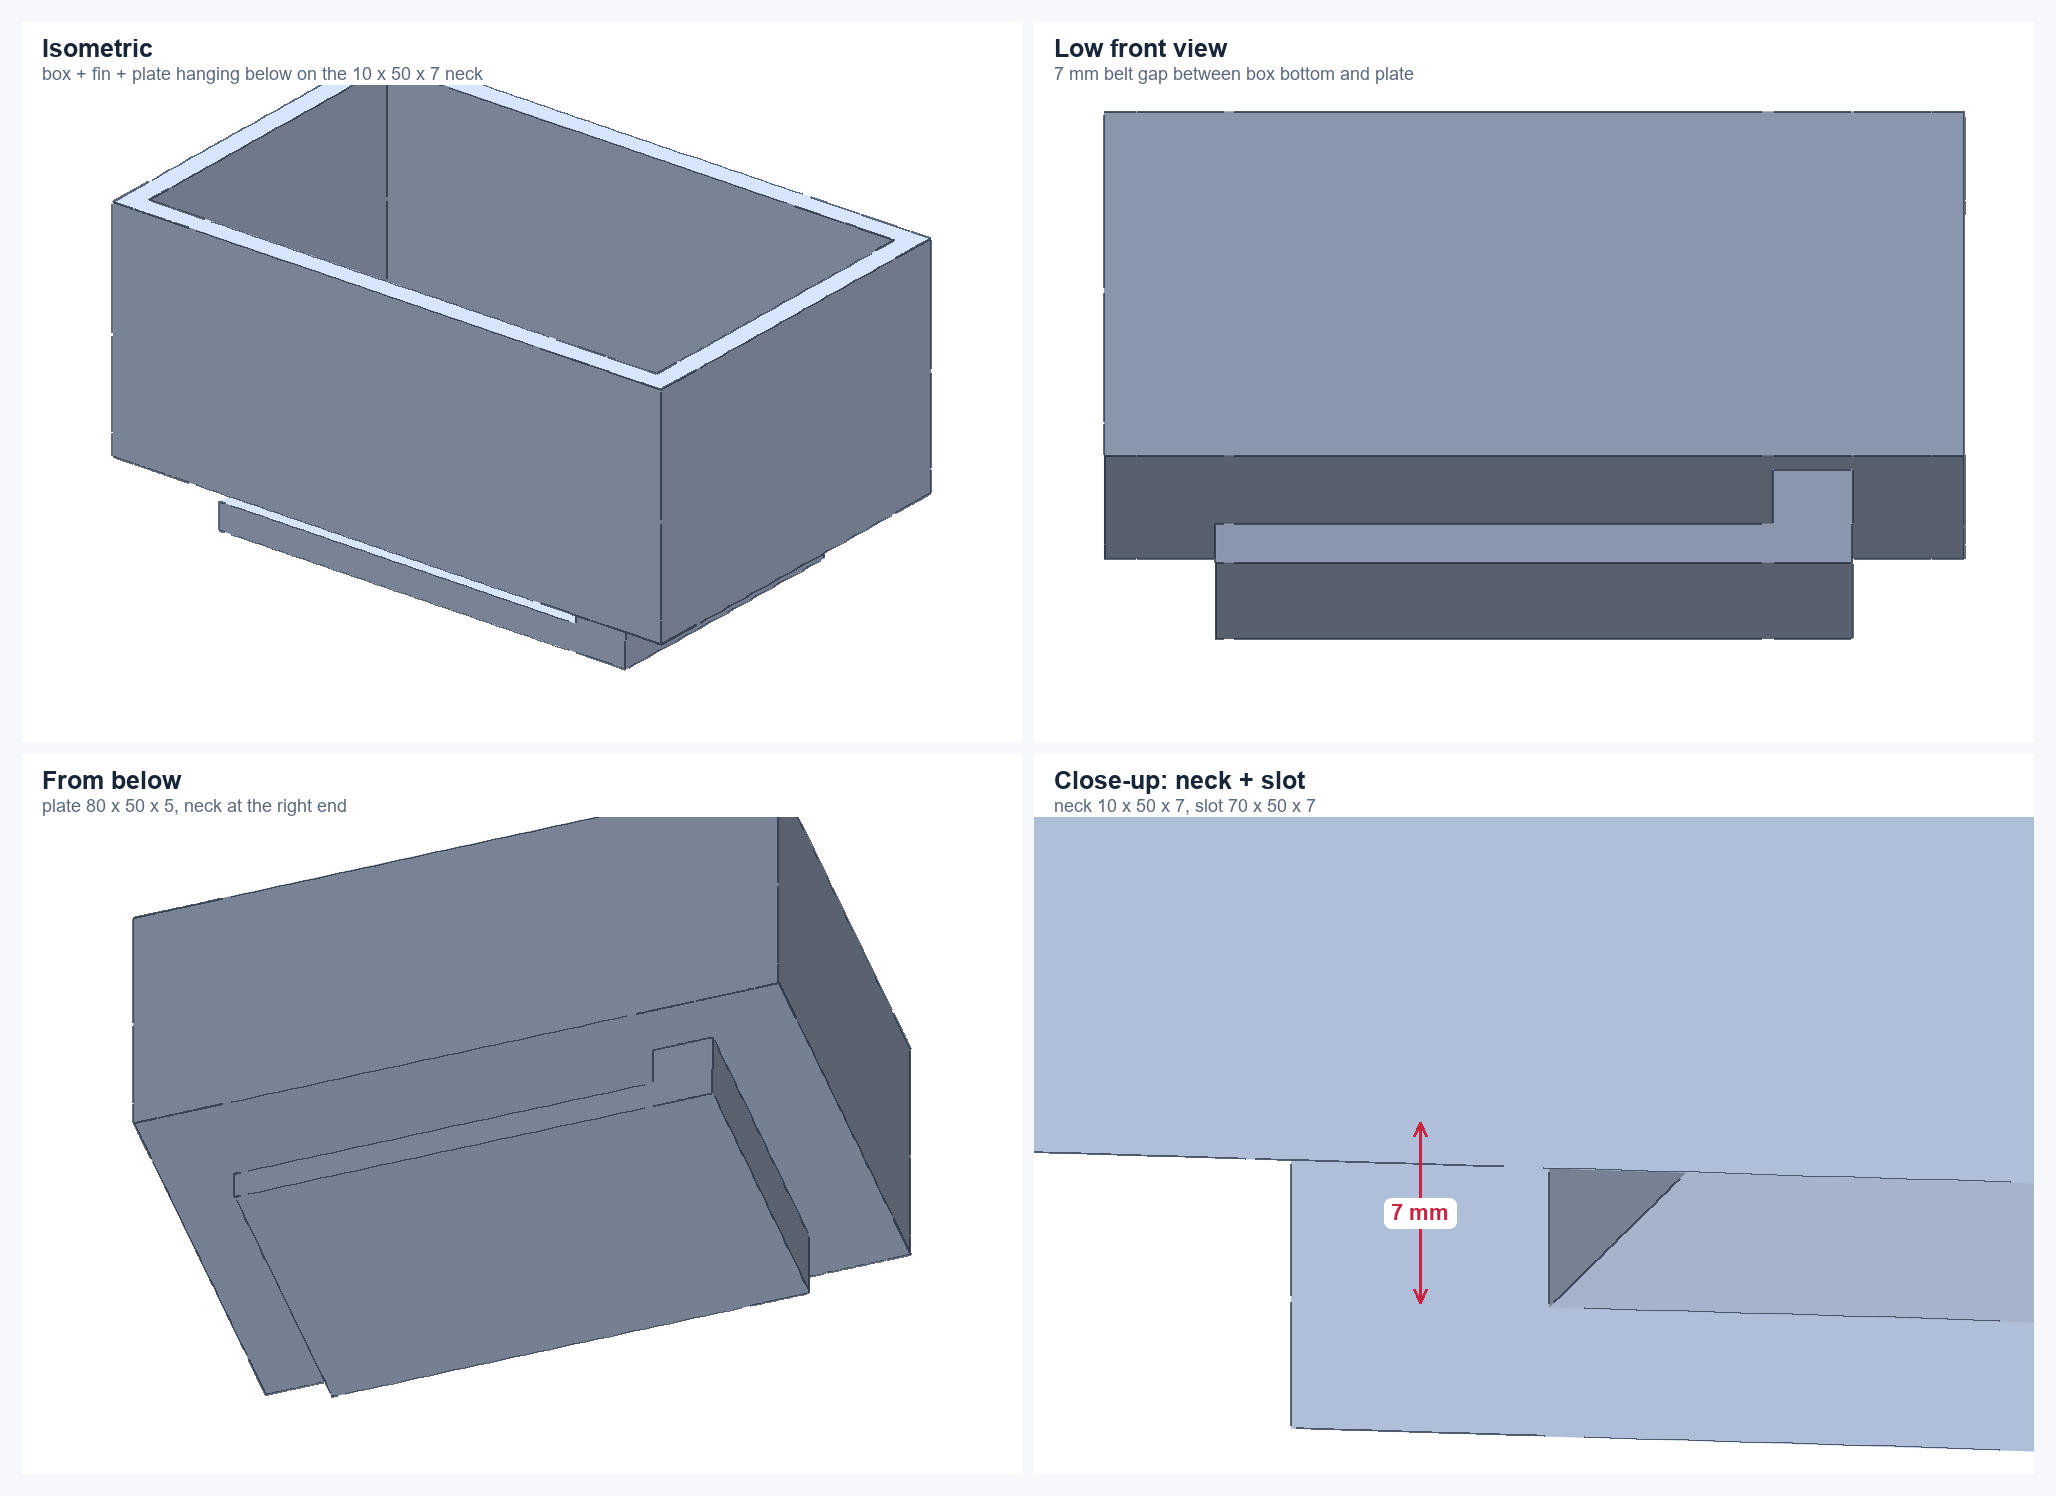 Isometric
box + fin + plate hanging below on the 10 x 50 x 7 neck
Low front view
7 mm belt gap between box bottom and plate
From below
plate 80 x 50 x 5, neck at the right end
Close-up: neck + slot
neck 10 x 50 x 7, slot 70 x 50 x 7
7 mm